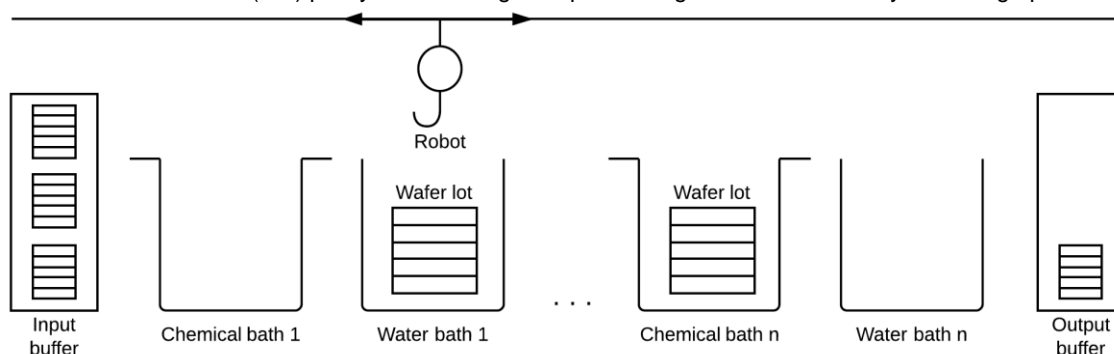 Robot
Wafer lot
Wafer lot
. . .
Input
buffer
Chemical bath 1
Water bath 1
Chemical bath n
Water bath n
Output
buffer